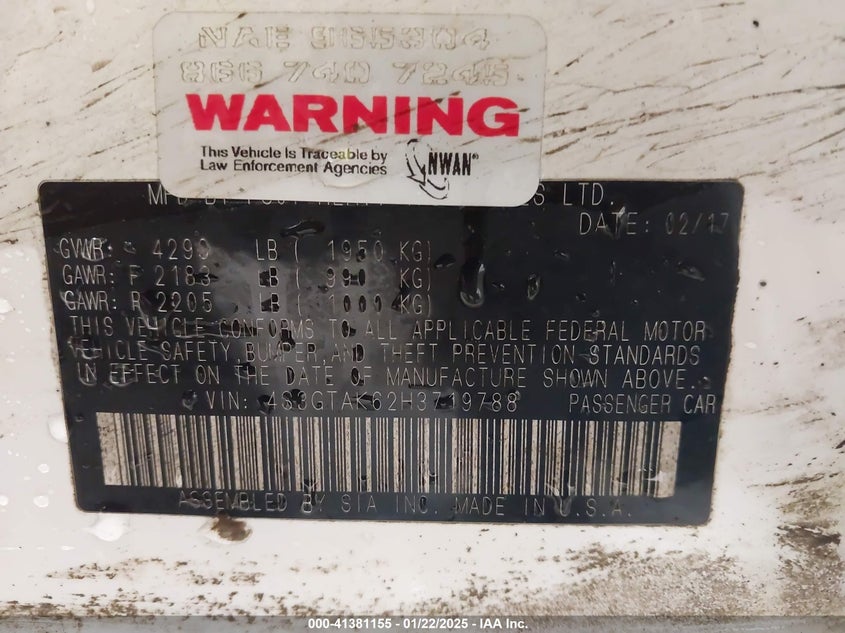 NAE 965304
866 740 7245
WARNING
This Vehicle Is Traceable by
Law Enforcement Agencies
NWAN®
LTD.
DATE: 02/17
GVWR: 4299 LB ( 1950 KG)
GAWR: F 2183 LB ( 990 KG)
GAWR: R 2205 LB ( 1000 KG)
THIS VEHICLE CONFORMS TO ALL APPLICABLE FEDERAL MOTOR
VEHICLE SAFETY, BUMPER, AND THEFT PREVENTION STANDARDS
IN EFFECT ON THE DATE OF MANUFACTURE SHOWN ABOVE.
VIN: 4S3GTAK62H3719788 PASSENGER CAR
ASSEMBLED BY SIA INC. MADE IN U.S.A.
000-41381155 - 01/22/2025 - IAA Inc.